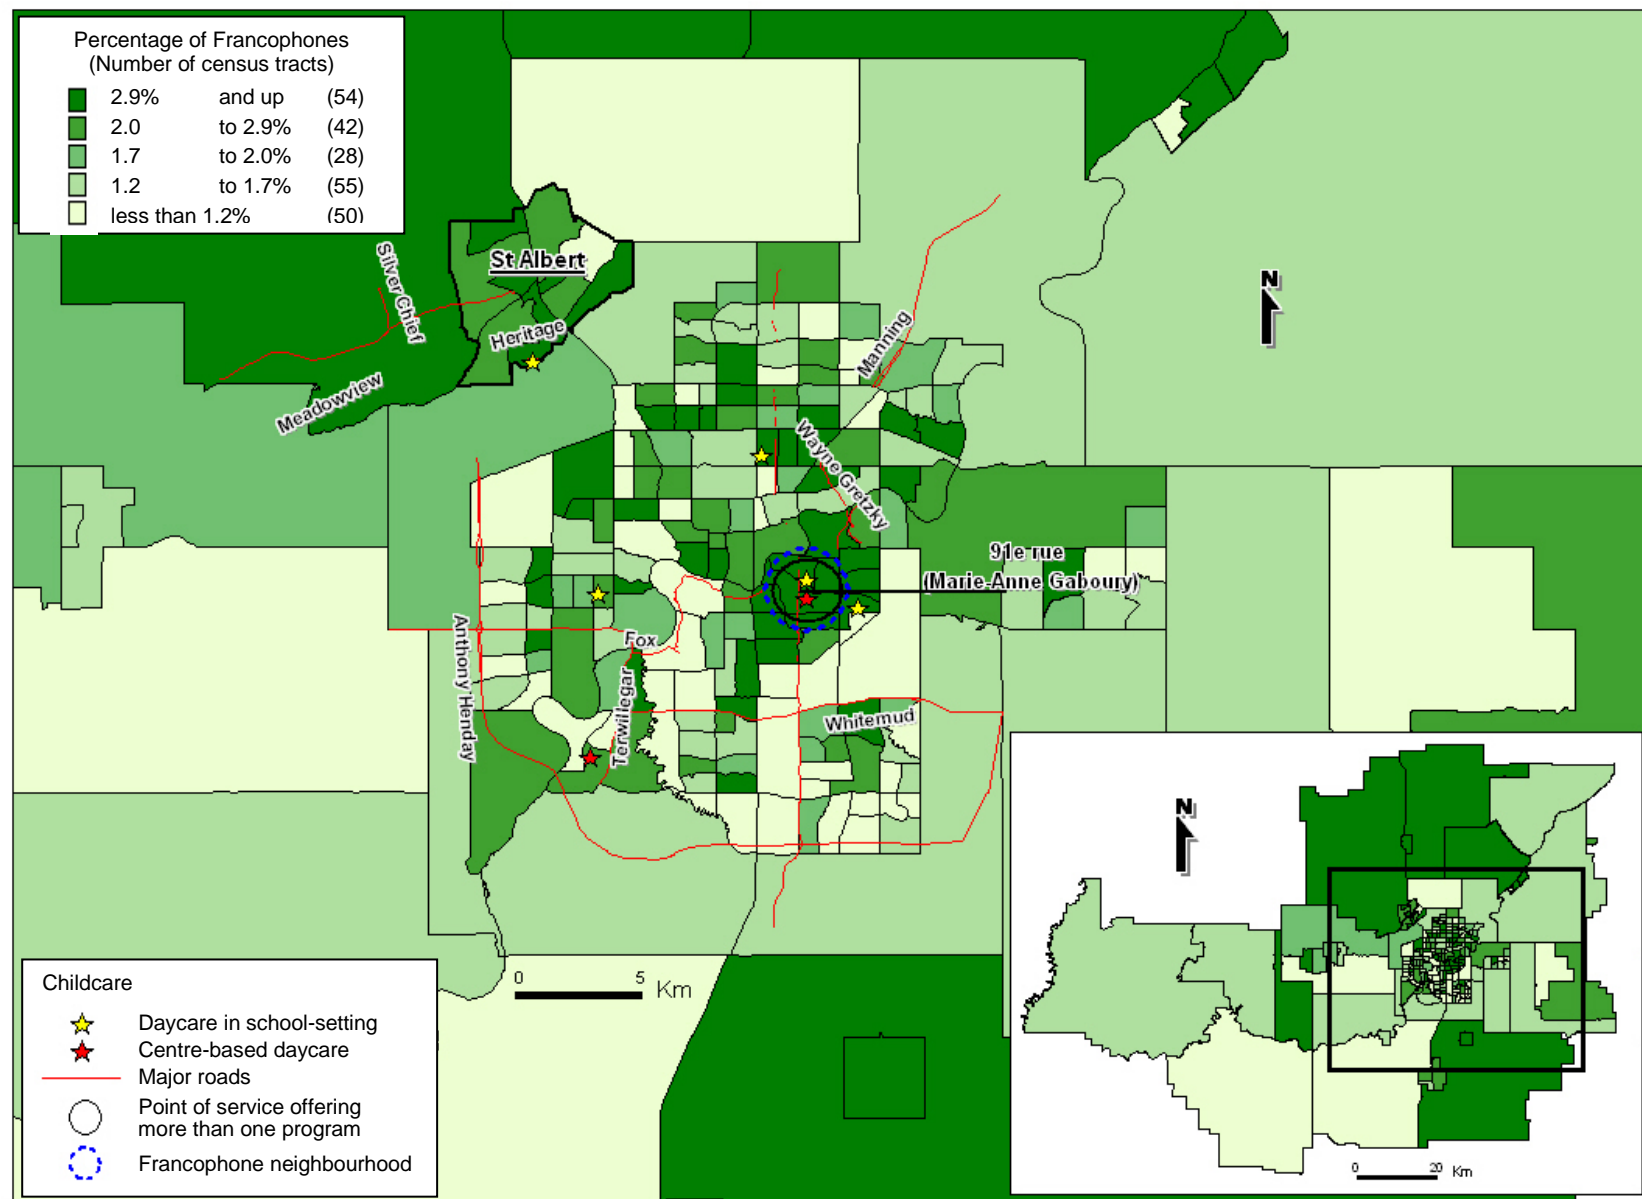 Percentage of Francophones
(Number of census tracts)
2.9% and up (54)
2.0 to 2.9% (42)
1.7 to 2.0% (28)
1.2 to 1.7% (55)
less than 1.2% (50)
St Albert
Silver Chief
Heritage
Meadowview
Manning
Wayne Gretzky
N
91e rue
(Marie-Anne Gaboury)
Fox
Anthony Henday
Terwillegar
Whitemud
0 5 Km
N
0 20 Km
Childcare
Daycare in school-setting
Centre-based daycare
Major roads
Point of service offering
more than one program
Francophone neighbourhood